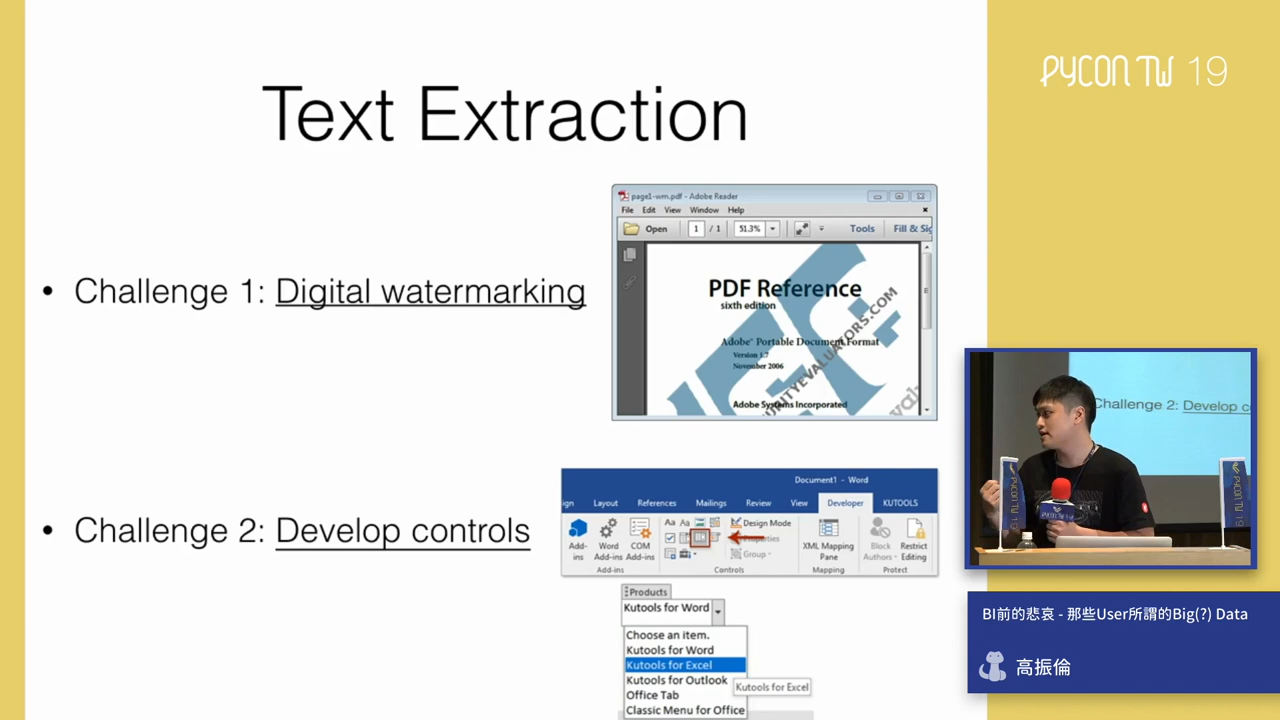 Text Extraction
PYCON TW 19
• Challenge 1: Digital watermarking
page1-wm.pdf - Adobe Reader
File Edit View Window Help
Open 1 / 1 51.3% Tools Fill & Sig
PDF Reference
sixth edition
Adobe® Portable Document Format
Version 1.7
November 2006
Adobe Systems Incorporated
URITYEVALUATORS.COM
• Challenge 2: Develop controls
Document1 - Word
ign Layout References Mailings Review View Developer KUTOOLS
Aa Aa Design Mode
Properties
Group
Add-ins
Word Add-ins
COM Add-ins
XML Mapping Pane
Block Authors
Restrict Editing
Add-ins Controls Mapping Protect
Products
Kutools for Word
Choose an item.
Kutools for Word
Kutools for Excel
Kutools for Outlook
Office Tab
Classic Menu for Office
Kutools for Excel
Challenge 2: Develop co
BI前的悲哀 - 那些User所謂的Big(?) Data
高振倫